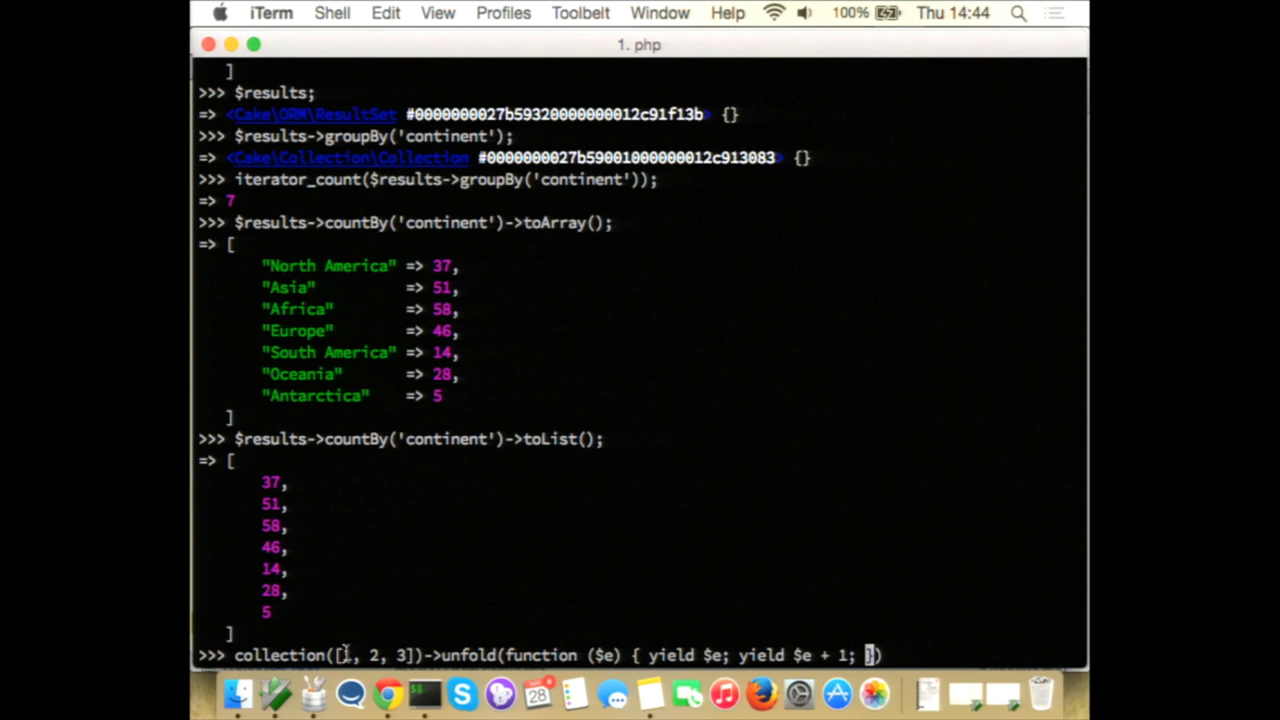 iTerm Shell Edit View Profiles Toolbelt Window Help 100% Thu 14:44
1. php
]
>>> $results;
=> <Cake\ORM\ResultSet #0000000027b59320000000012c91f13b> {}
>>> $results->groupBy('continent');
=> <Cake\Collection\Collection #0000000027b59001000000012c913083> {}
>>> iterator_count($results->groupBy('continent'));
=> 7
>>> $results->countBy('continent')->toArray();
=> [
"North America" => 37,
"Asia" => 51,
"Africa" => 58,
"Europe" => 46,
"South America" => 14,
"Oceania" => 28,
"Antarctica" => 5
]
>>> $results->countBy('continent')->toList();
=> [
37,
51,
58,
46,
14,
28,
5
]
>>> collection([1, 2, 3])->unfold(function ($e) { yield $e; yield $e + 1; })
28